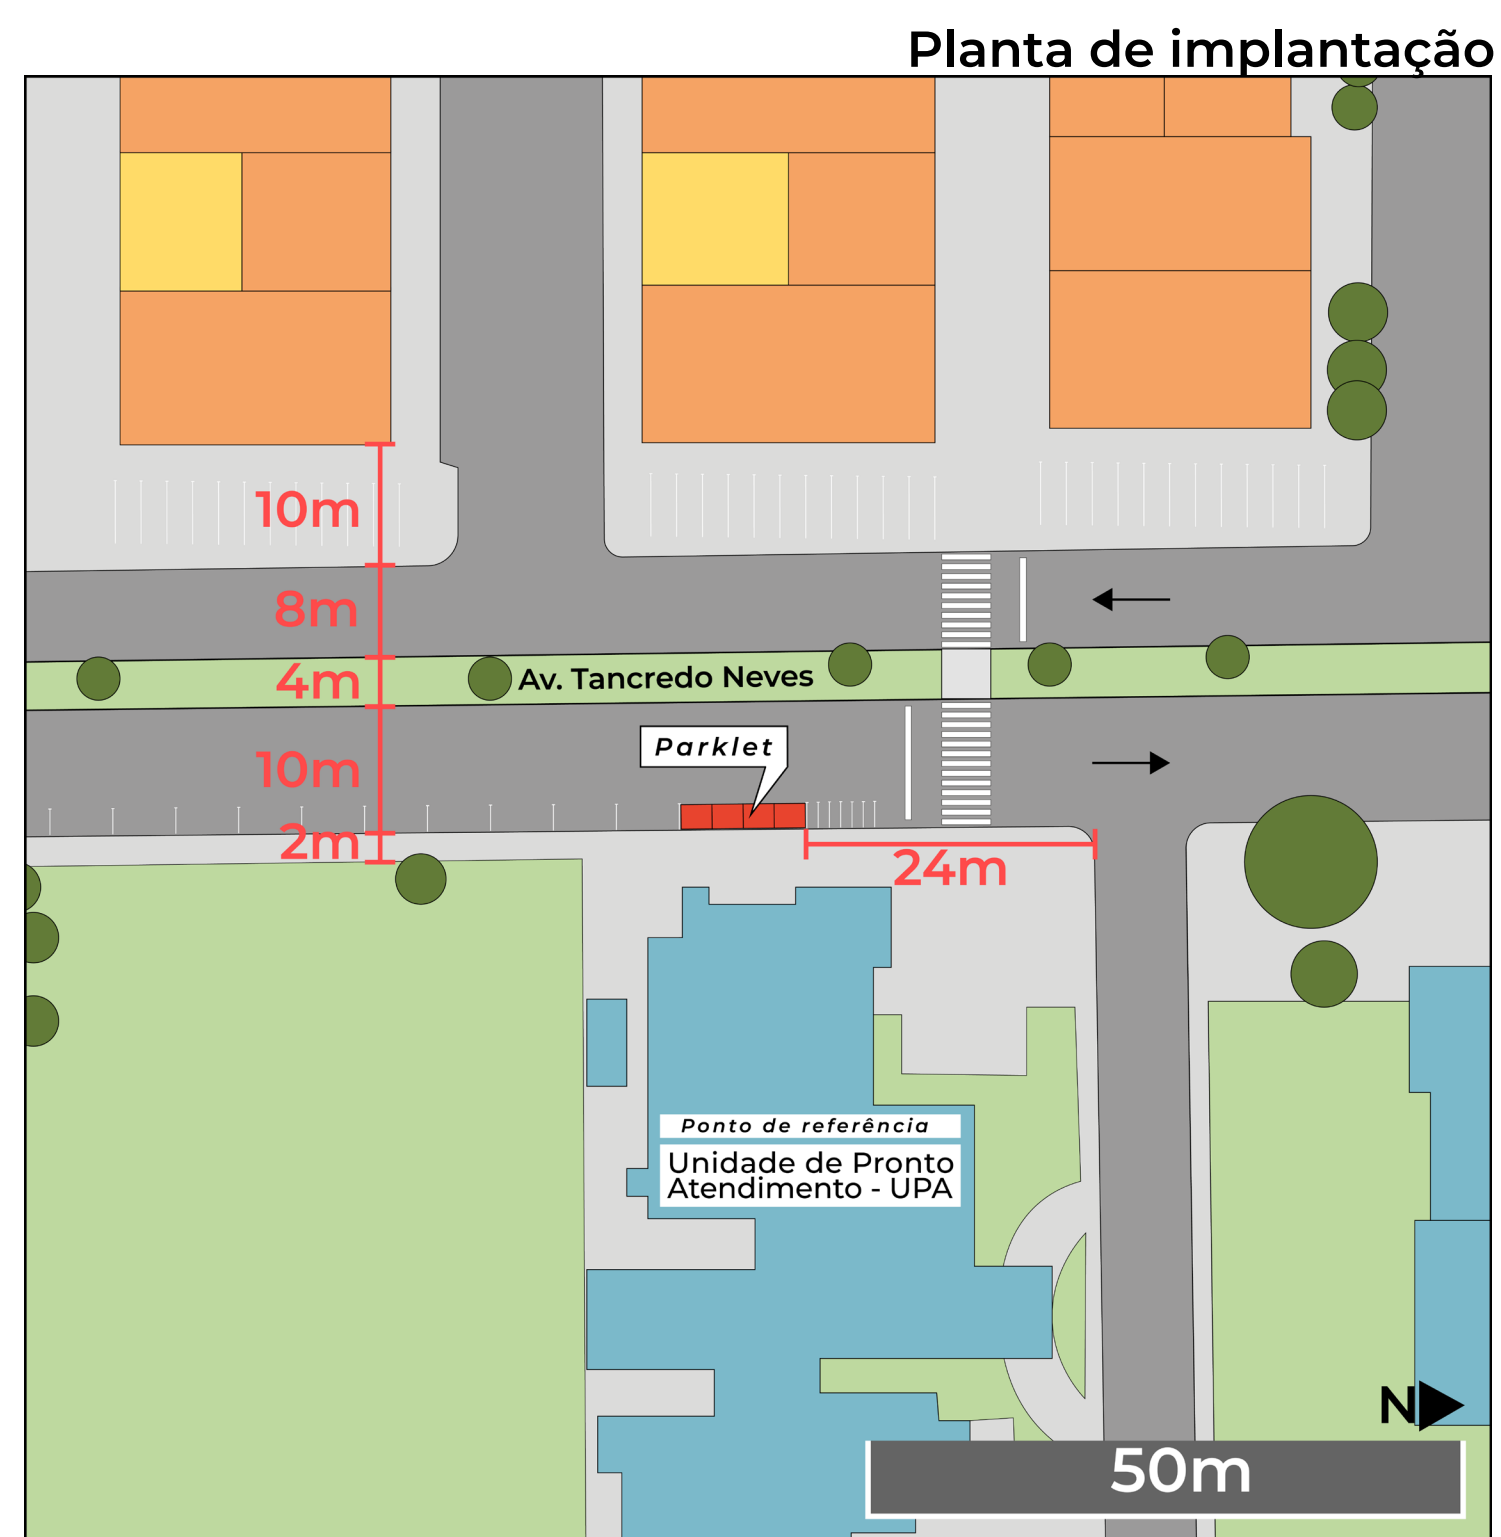 Planta de implantação
10m
8m
4m
Av. Tancredo Neves
Parklet
10m
2m
24m
Ponto de referência
Unidade de Pronto
Atendimento - UPA
N
50m